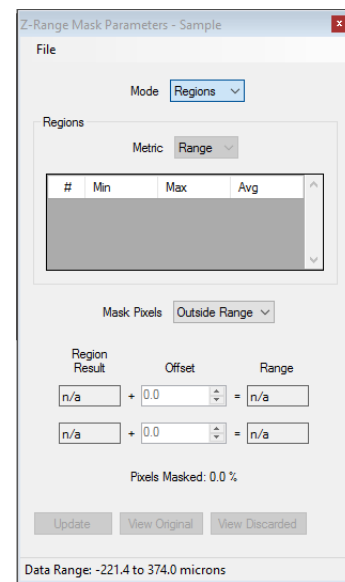 Z-Range Mask Parameters - Sample x
File
Mode Regions
Regions
Metric Range
# Min Max Avg
Mask Pixels Outside Range
Region
Result Offset Range
n/a + 0.0 = n/a
n/a + 0.0 = n/a
Pixels Masked: 0.0 %
Update View Original View Discarded
Data Range: -221.4 to 374.0 microns